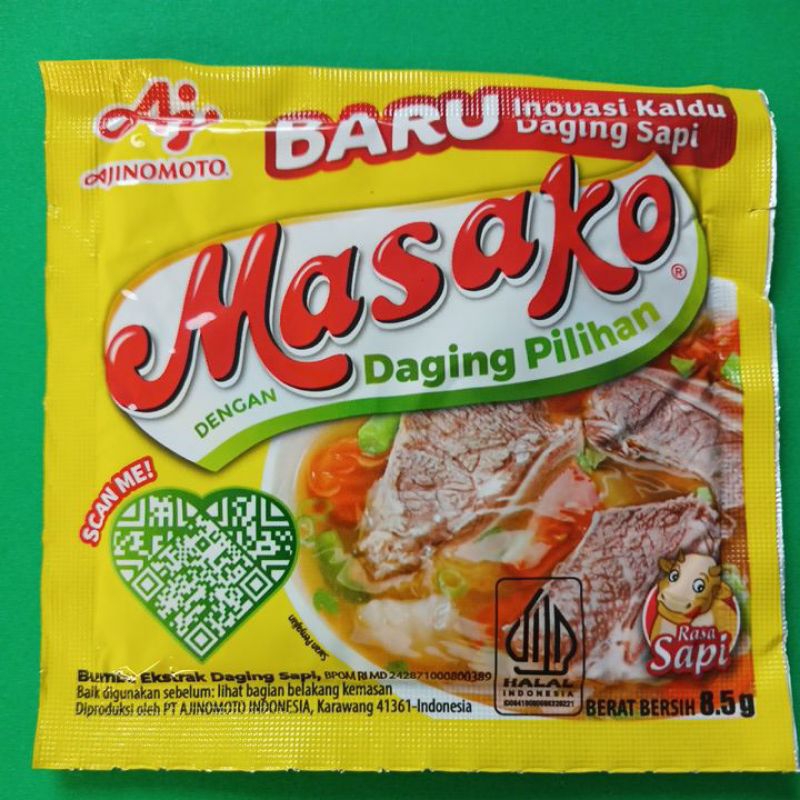 AJINOMOTO
BARU Inovasi Kaldu
Daging Sapi
Masako ®
DENGAN Daging Pilihan
SCAN ME!
Saran Penyajian
Bumbu Ekstrak Daging Sapi, BPOM RI MD 242871000800389
Baik digunakan sebelum: lihat bagian belakang kemasan
Diproduksi oleh PT AJINOMOTO INDONESIA, Karawang 41361-Indonesia
HALAL
INDONESIA
Rasa
Sapi
BERAT BERSIH 8.5 g